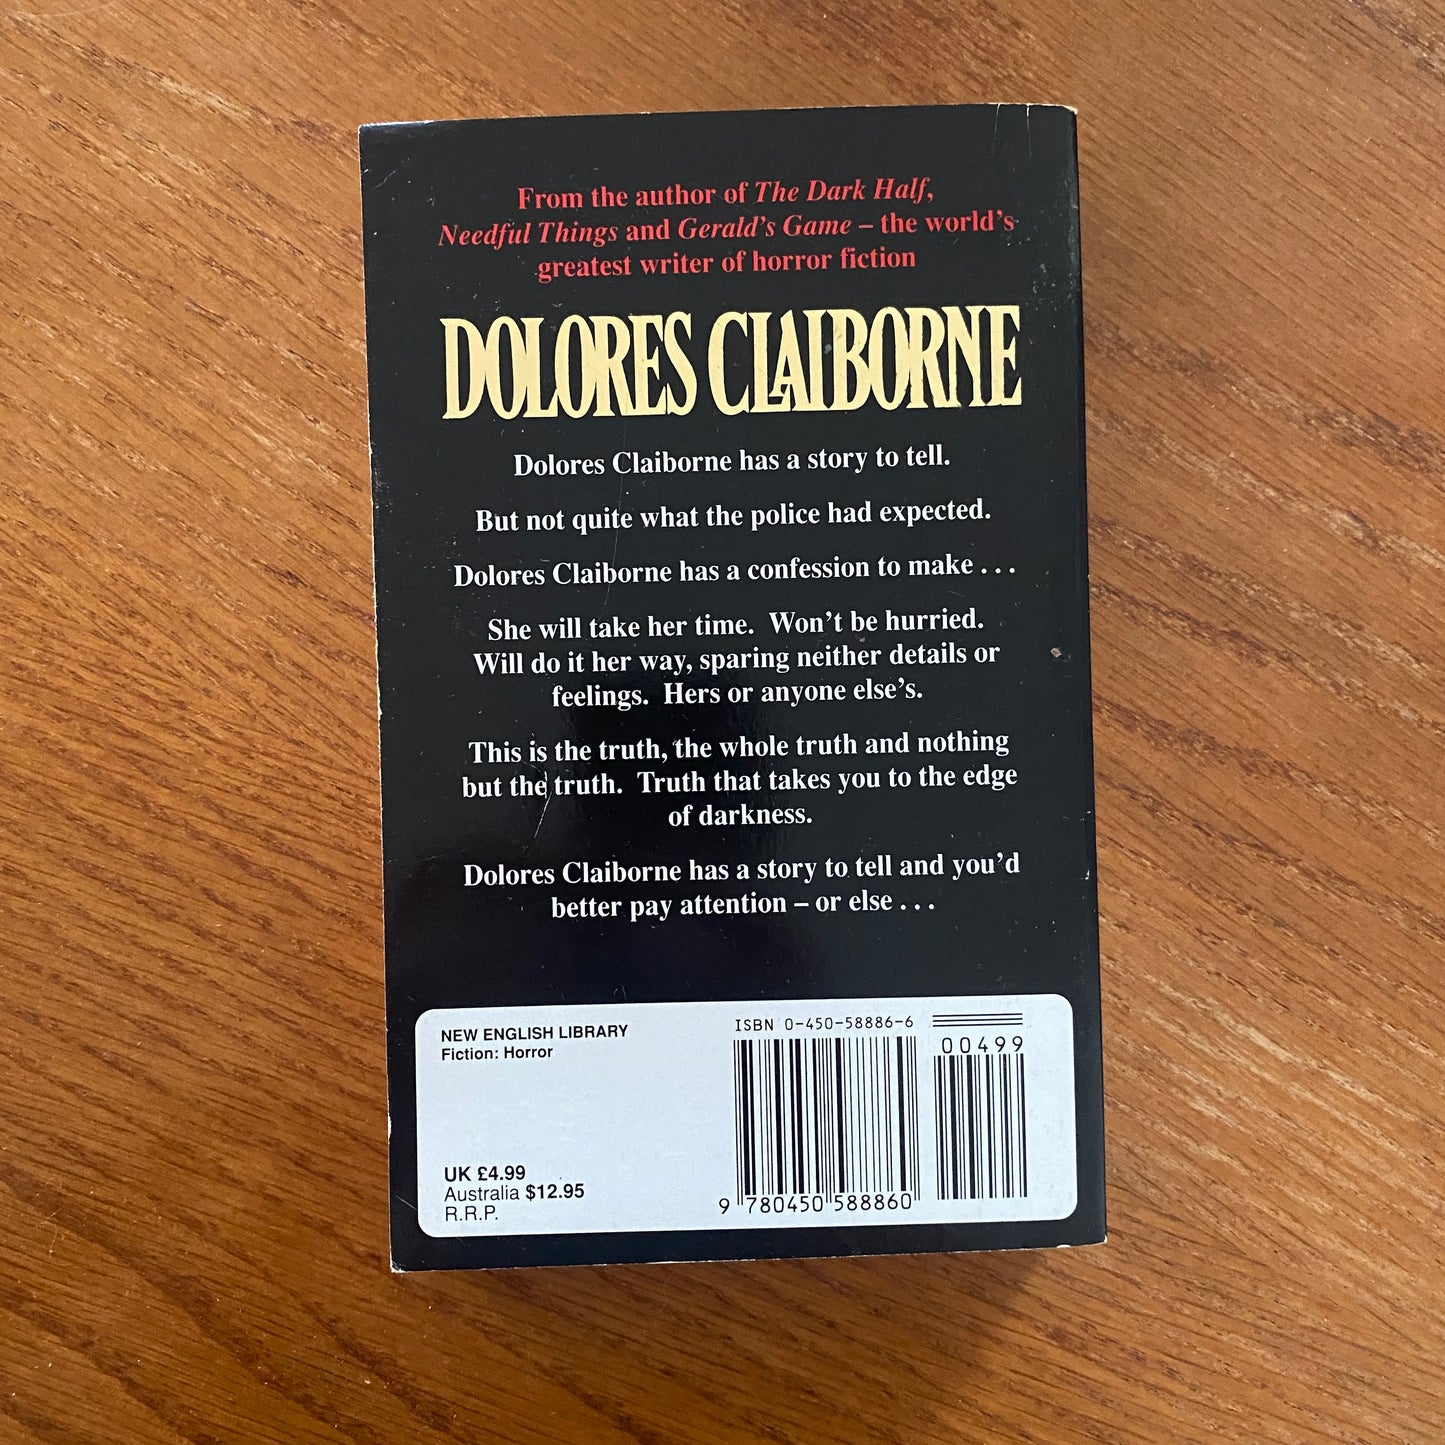 From the author of The Dark Half,
Needful Things and Gerald's Game – the world's
greatest writer of horror fiction
DOLORES CLAIBORNE
Dolores Claiborne has a story to tell.
But not quite what the police had expected.
Dolores Claiborne has a confession to make . . .
She will take her time. Won't be hurried.
Will do it her way, sparing neither details or
feelings. Hers or anyone else's.
This is the truth, the whole truth and nothing
but the truth. Truth that takes you to the edge
of darkness.
Dolores Claiborne has a story to tell and you'd
better pay attention – or else . . .
NEW ENGLISH LIBRARY
Fiction: Horror
UK £4.99
Australia $12.95
R.R.P.
ISBN 0-450-58886-6
00499
9 780450 588860